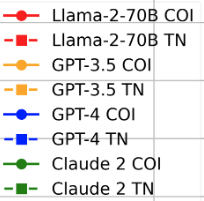 Llama-2-70B COI
Llama-2-70B TN
GPT-3.5 COI
GPT-3.5 TN
GPT-4 COI
GPT-4 TN
Claude 2 COI
Claude 2 TN